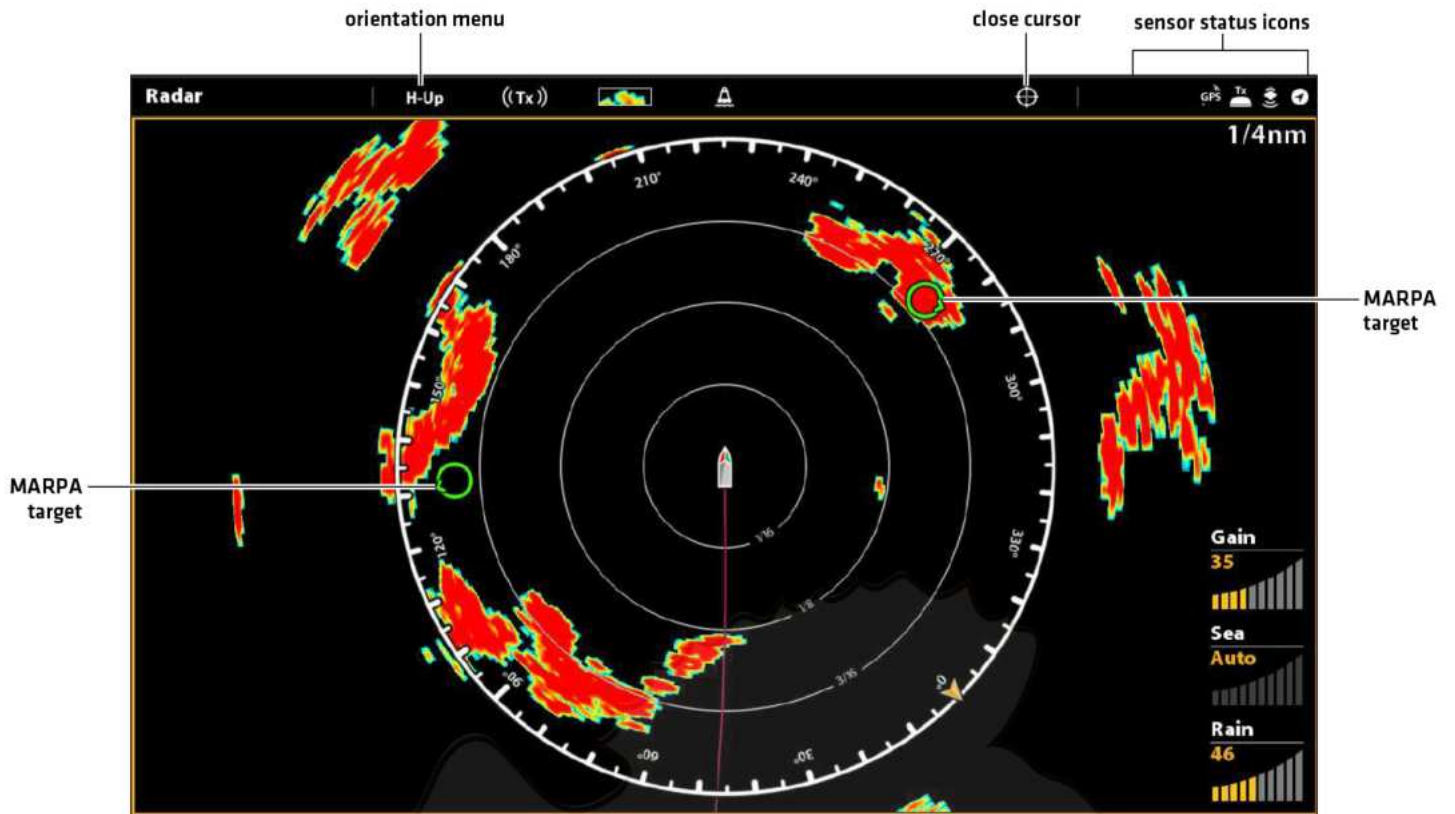 orientation menu
close cursor
sensor status icons
Radar
H-Up
((Tx))
GPS
Tx
1/4nm
210°
240°
180°
270°
MARPA
target
150°
300°
MARPA
target
120°
330°
1/16
Gain
35
1/8
Sea
Auto
3/16
90°
0°
Rain
46
60°
30°